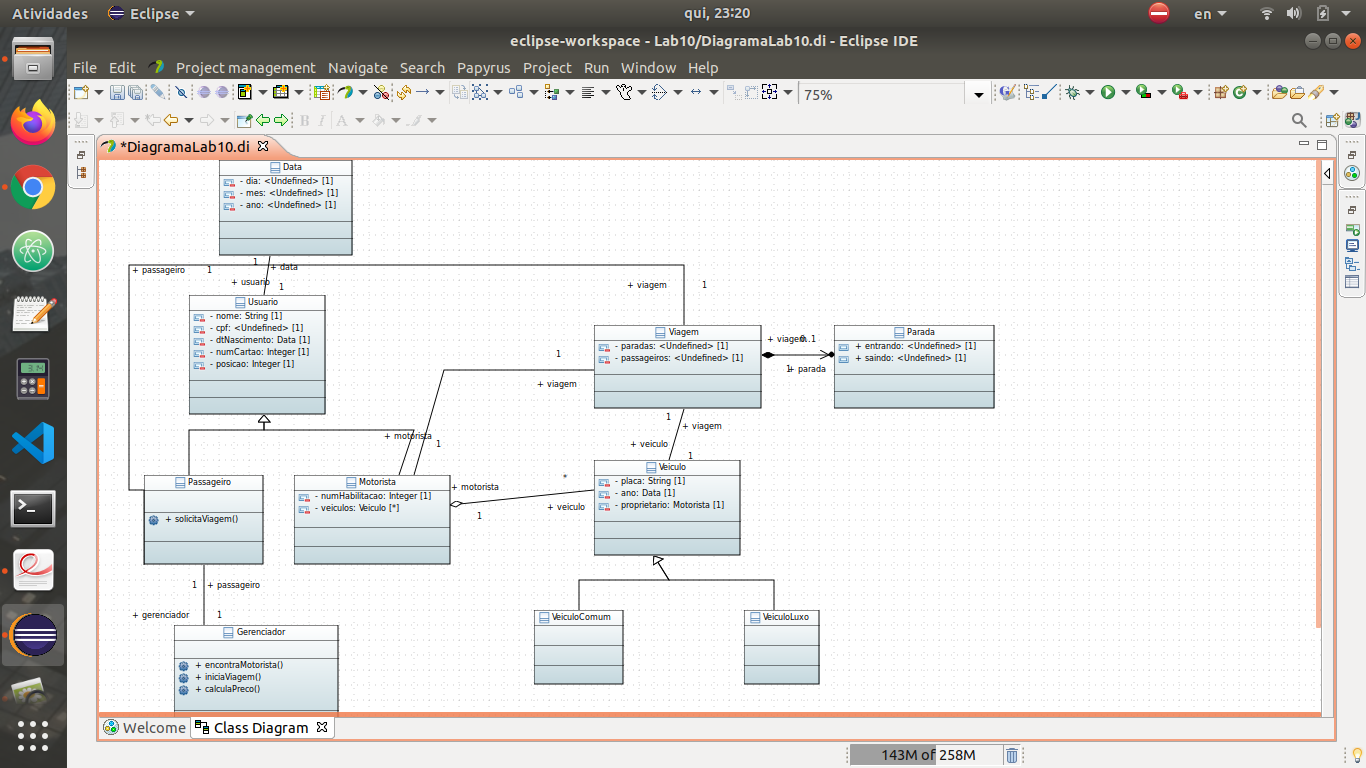 Atividades
Eclipse
qui, 23:20
en
eclipse-workspace - Lab10/DiagramaLab10.di - Eclipse IDE
File Edit Project management Navigate Search Papyrus Project Run Window Help
75%
*DiagramaLab10.di
Data
- dia: <Undefined> [1]
- mes: <Undefined> [1]
- ano: <Undefined> [1]
1
+ data
+ passageiro
1
+ usuario
1
+ viagem
1
Usuario
- nome: String [1]
- cpf: <Undefined> [1]
- dtNascimento: Data [1]
- numCartao: Integer [1]
- posicao: Integer [1]
Viagem
- paradas: <Undefined> [1]
- passageiros: <Undefined> [1]
+ viagem
0..1
1
+ parada
Parada
+ entrando: <Undefined> [1]
+ saindo: <Undefined> [1]
1
+ viagem
1
+ viagem
+ motorista
1
+ veiculo
1
Passageiro
+ solicitaViagem()
Motorista
- numHabilitacao: Integer [1]
- veiculos: Veiculo [*]
+ motorista
1
*
+ veiculo
Veiculo
- placa: String [1]
- ano: Data [1]
- proprietario: Motorista [1]
1
+ passageiro
+ gerenciador
1
VeiculoComum
VeiculoLuxo
Gerenciador
+ encontraMotorista()
+ iniciaViagem()
+ calculaPreco()
Welcome
Class Diagram
143M of 258M